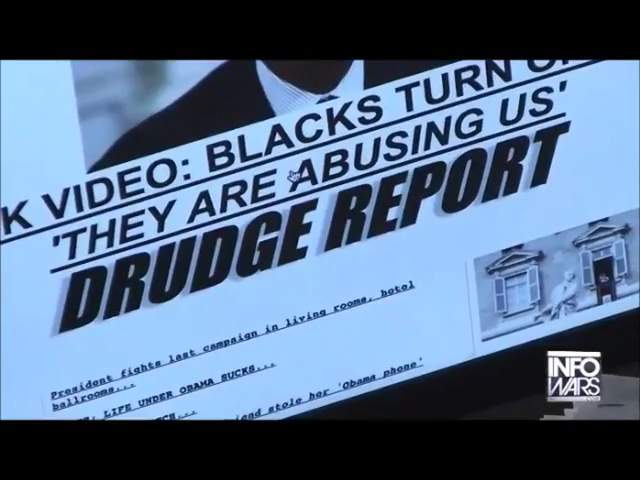 K VIDEO: BLACKS TURN
'THEY ARE ABUSING US'
DRUDGE REPORT
President fights last campaign in living rooms, hotel
ballrooms...
LIFE UNDER OBAMA SUCKS...
stole her 'Obama phone'
INFO
WARS